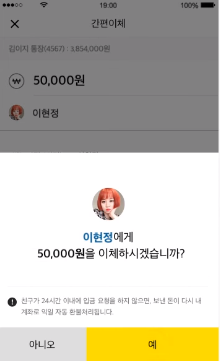 19:00
100%
간편이체
김미지 통장(4567) : 3,854,000원
50,000원
이현정
이현정에게
50,000원을 이체하시겠습니까?
친구가 24시간 이내에 입금 요청을 하지 않으면, 보낸 돈이 다시 내
계좌로 익일 자동 환불처리됩니다.
아니오
예